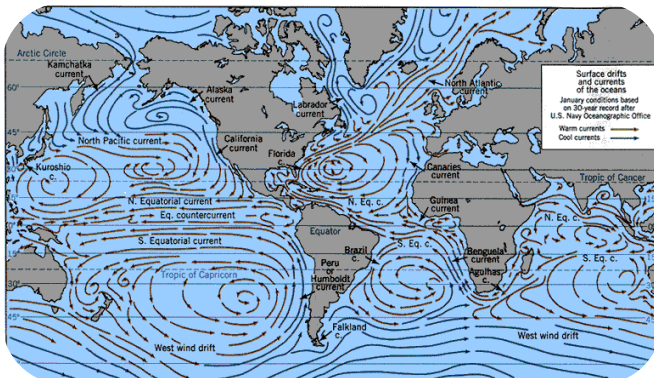 Arctic Circle
Kamchatka
current
60°
Alaska
current
Labrador
current
North Atlantic
current
Surface drifts
and currents
of the oceans
January conditions based
on 30-year record after
U.S. Navy Oceanographic Office
Warm currents
Cool currents
45°
North Pacific current
California
current
Florida
Kuroshio
c.
Canaries
current
Tropic of Cancer
15°
N. Equatorial current
Eq. countercurrent
N. Eq. c.
Guinea
current
N. Eq. c.
Equator
S. Equatorial current
Brazil
c.
S. Eq. c.
Benguela
current
Agulhas
c.
S. Eq. c.
Tropic of Capricorn
Peru
or
Humboldt
current
30°
45°
West wind drift
Falkland
c.
West wind drift